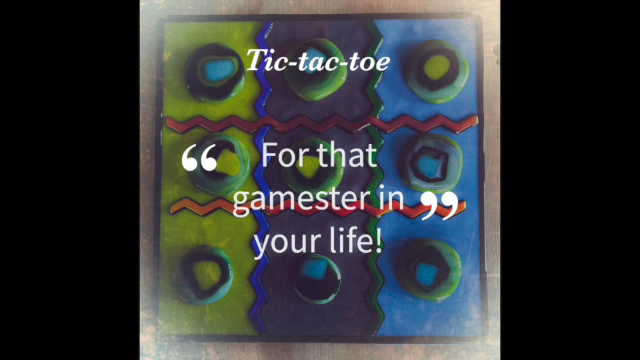 Tic-tac-toe
“ For that
gamester in
your life! ”